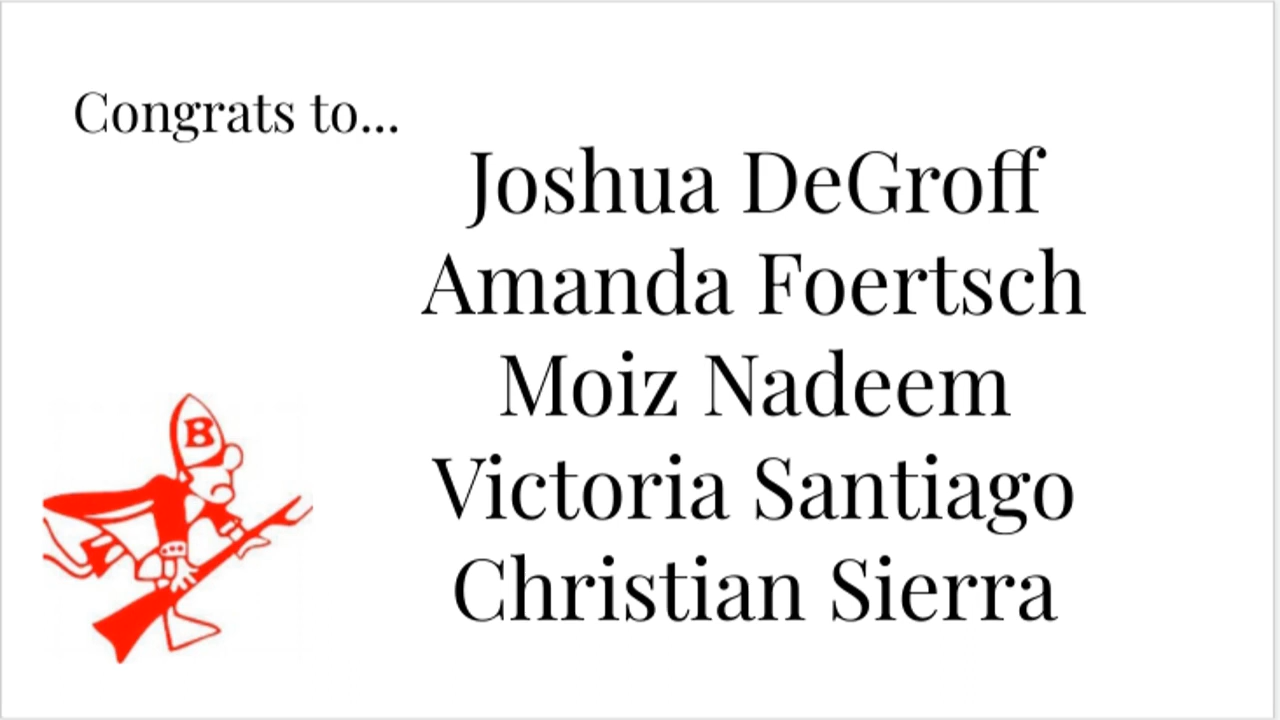 Congrats to...
Joshua DeGroff
Amanda Foertsch
Moiz Nadeem
Victoria Santiago
Christian Sierra
B